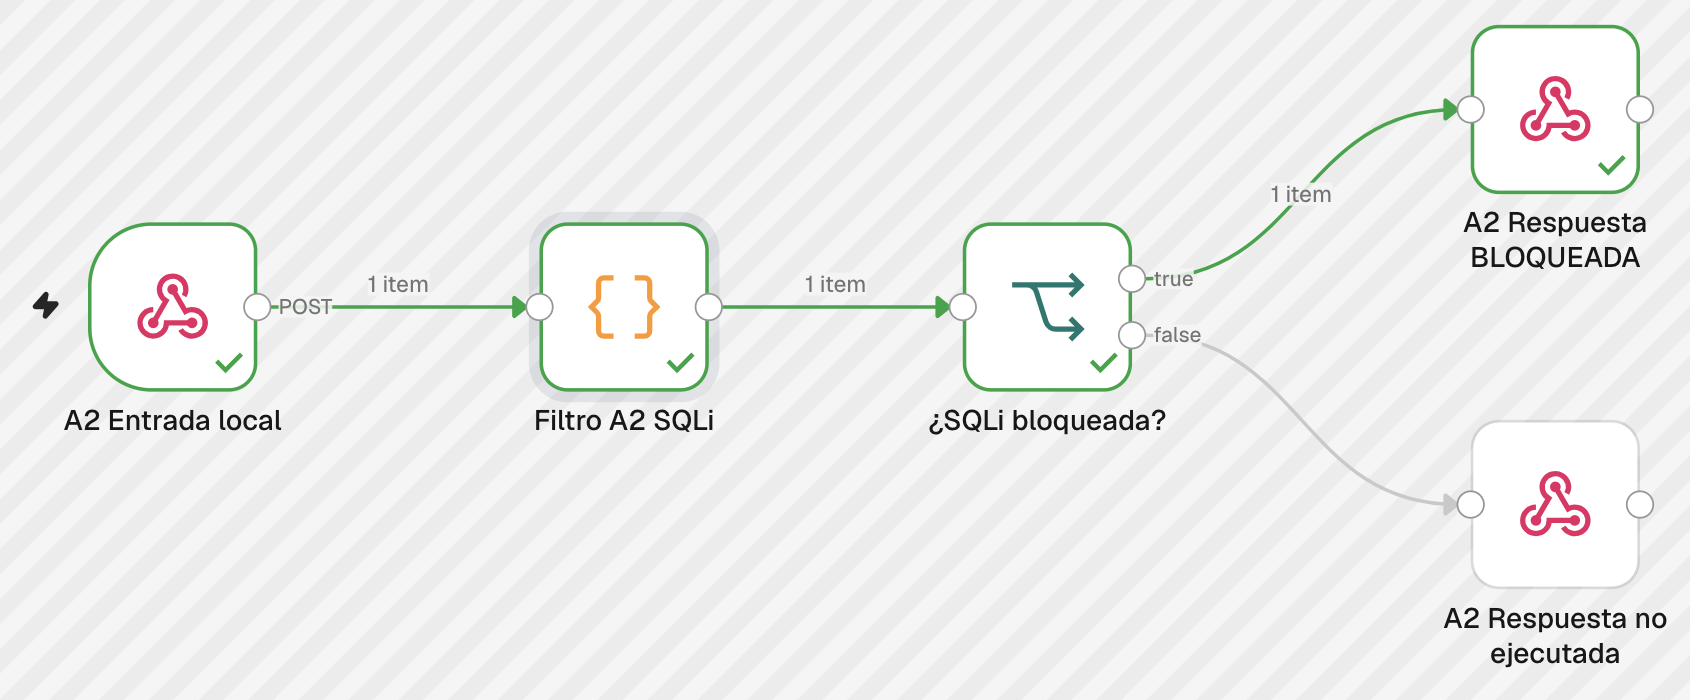 POST
1 item
A2 Entrada local
Filtro A2 SQLi
1 item
¿SQLi bloqueada?
true
false
1 item
A2 Respuesta
BLOQUEADA
A2 Respuesta no
ejecutada